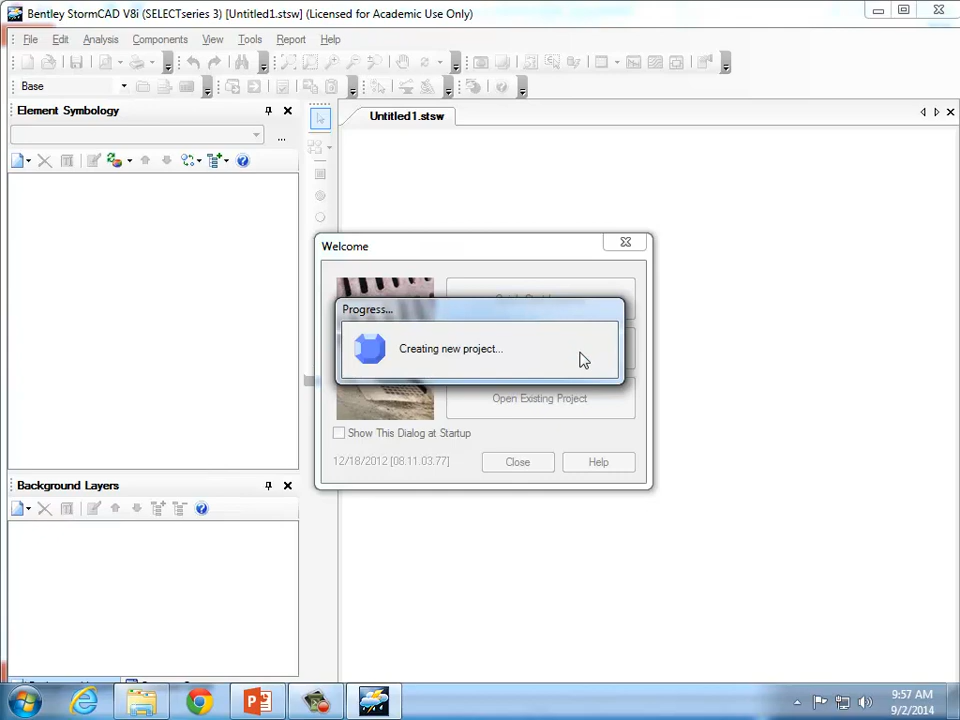 Bentley StormCAD V8i (SELECTseries 3) [Untitled1.stsw] (Licensed for Academic Use Only)
File Edit Analysis Components View Tools Report Help
Base
Element Symbology
Untitled1.stsw
...
Welcome
Progress...
Creating new project...
Open Existing Project
Show This Dialog at Startup
12/18/2012 [08.11.03.77]
Close
Help
Background Layers
9:57 AM
9/2/2014